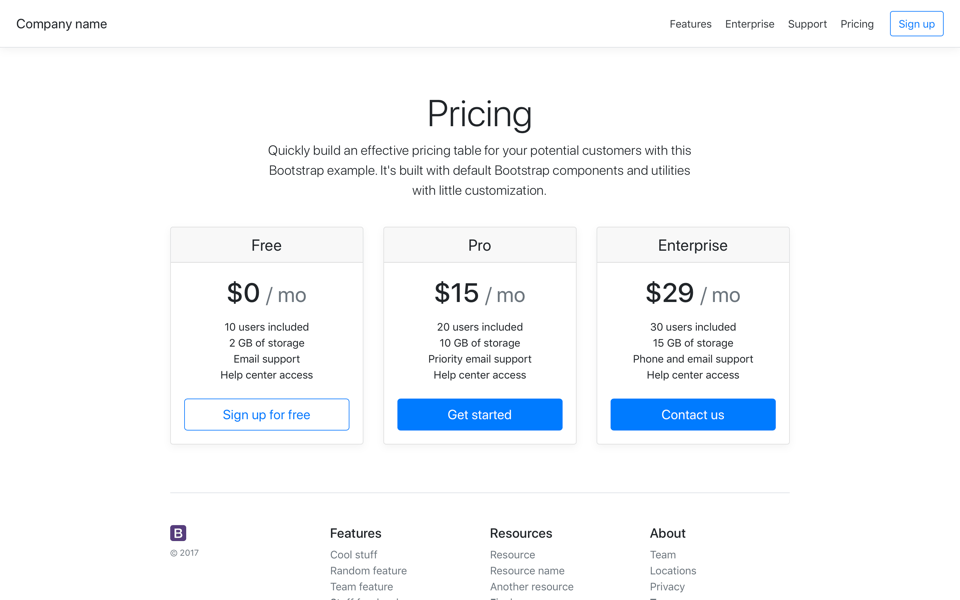 Company name
Features
Enterprise
Support
Pricing
Sign up
Pricing
Quickly build an effective pricing table for your potential customers with this
Bootstrap example. It's built with default Bootstrap components and utilities
with little customization.
Free
$0 / mo
10 users included
2 GB of storage
Email support
Help center access
Sign up for free
Pro
$15 / mo
20 users included
10 GB of storage
Priority email support
Help center access
Get started
Enterprise
$29 / mo
30 users included
15 GB of storage
Phone and email support
Help center access
Contact us
B
© 2017
Features
Cool stuff
Random feature
Team feature
Resources
Resource
Resource name
Another resource
About
Team
Locations
Privacy